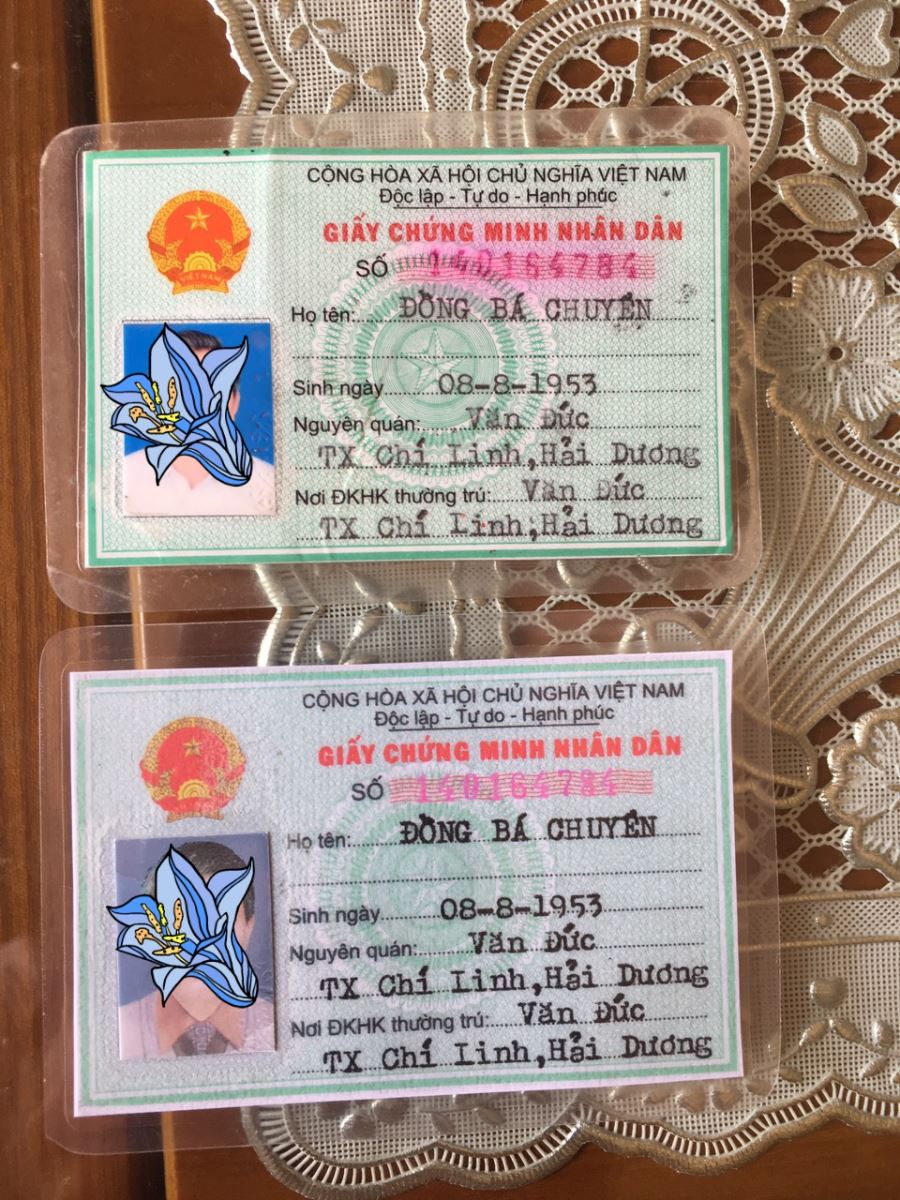 CỘNG HÒA XÃ HỘI CHỦ NGHĨA VIỆT NAM
Độc lập - Tự do - Hạnh phúc
GIẤY CHỨNG MINH NHÂN DÂN
SỐ 140164784
Họ tên: ĐỒNG BÁ CHUYÊN
Sinh ngày 08-8-1953
Nguyên quán: Văn Đức
TX Chí Linh,Hải Dương
Nơi ĐKHK thường trú: Văn Đức
TX Chí Linh,Hải Dương
VIỆT NAM
CỘNG HÒA XÃ HỘI CHỦ NGHĨA VIỆT NAM
Độc lập - Tự do - Hạnh phúc
GIẤY CHỨNG MINH NHÂN DÂN
SỐ 140164784
Họ tên: ĐỒNG BÁ CHUYÊN
Sinh ngày 08-8-1953
Nguyên quán: Văn Đức
TX Chí Linh,Hải Dương
Nơi ĐKHK thường trú: Văn Đức
TX Chí Linh,Hải Dương